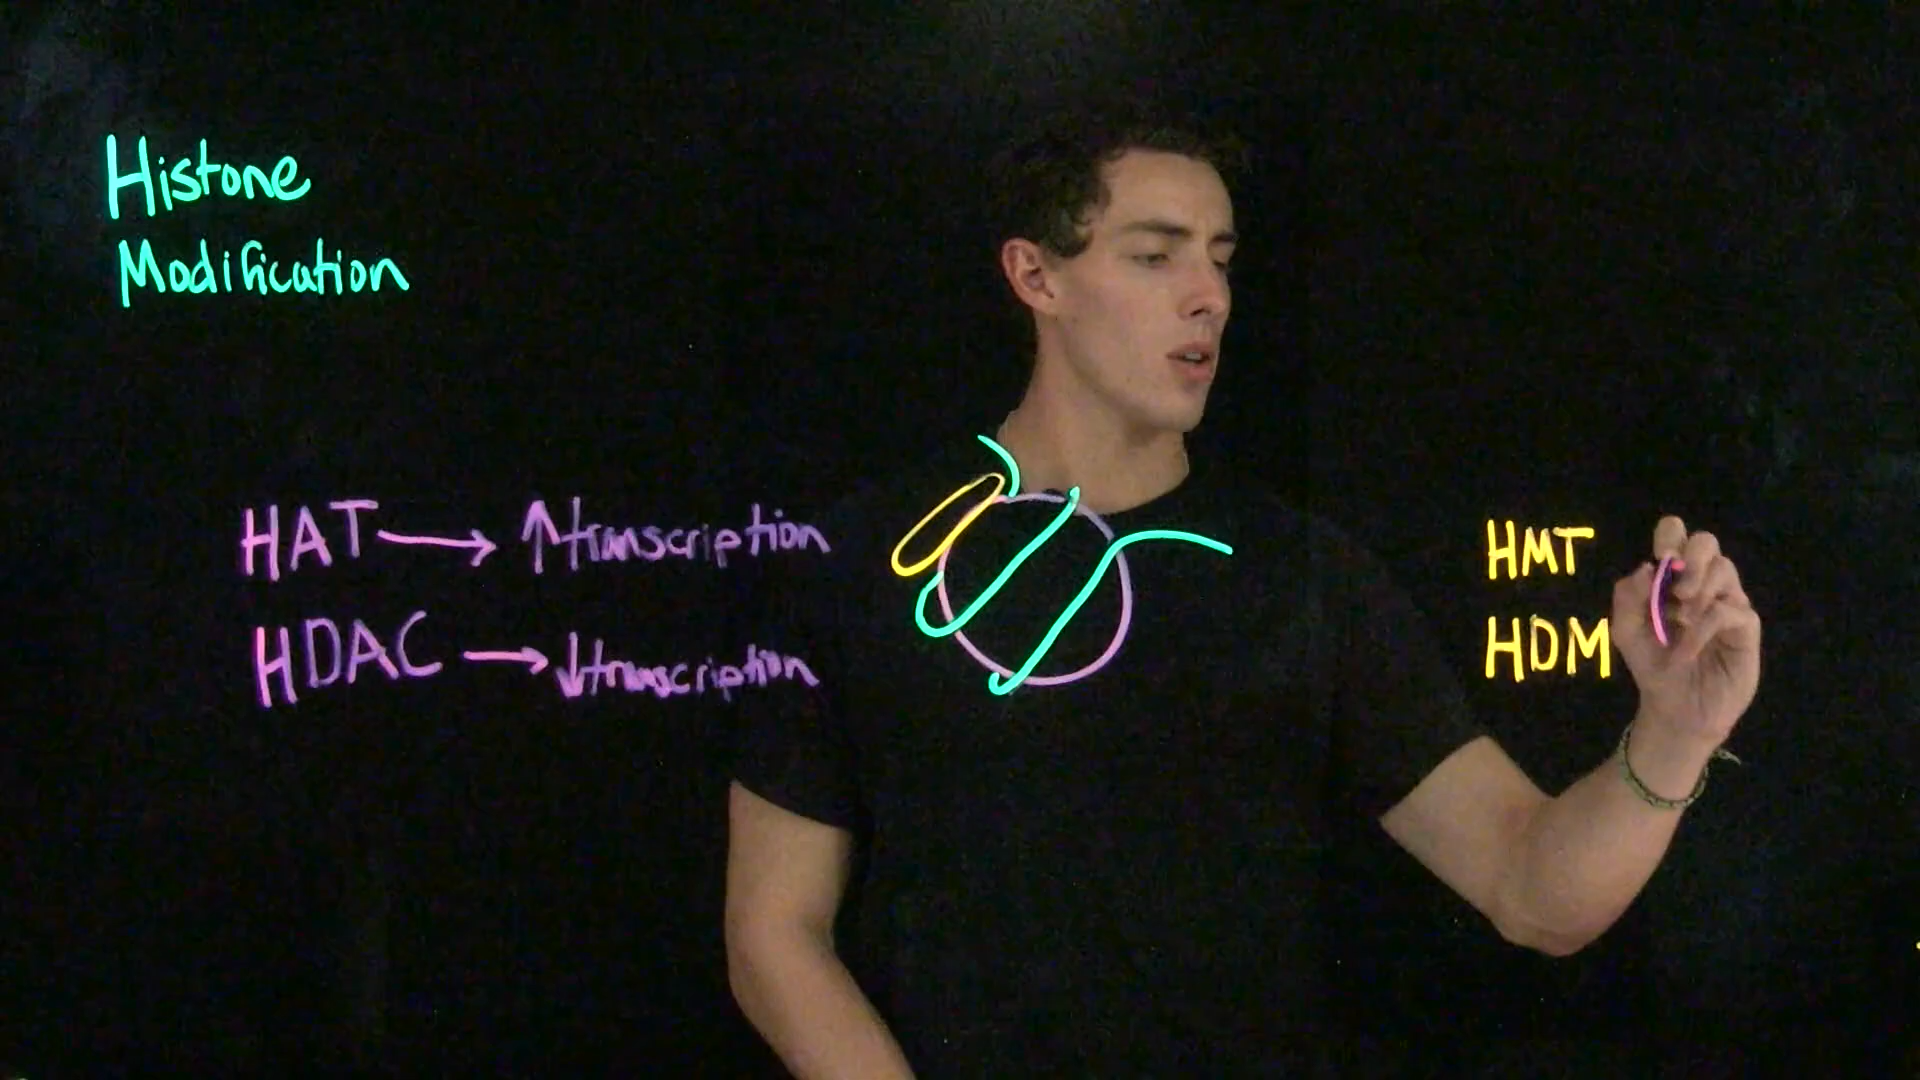 Histone
Modification
HAT → ↑transcription
HDAC → ↓transcription
HMT
HDM